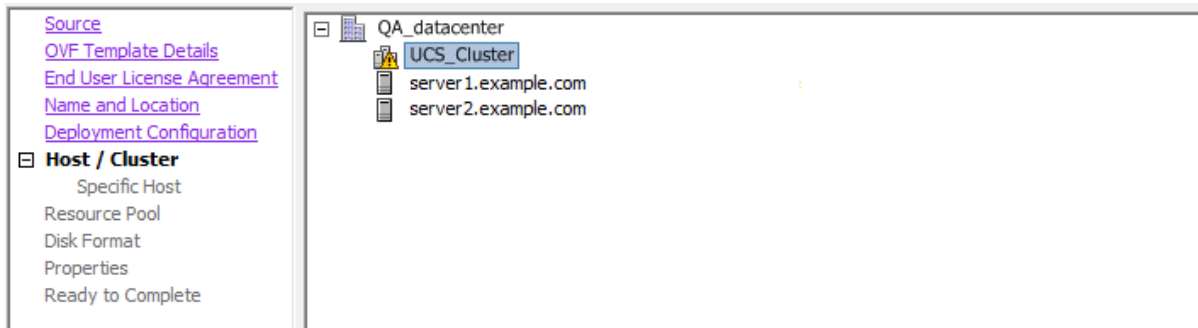 Source
OVF Template Details
End User License Agreement
Name and Location
Deployment Configuration
Host / Cluster
Specific Host
Resource Pool
Disk Format
Properties
Ready to Complete
QA_datacenter
UCS_Cluster
server1.example.com
server2.example.com